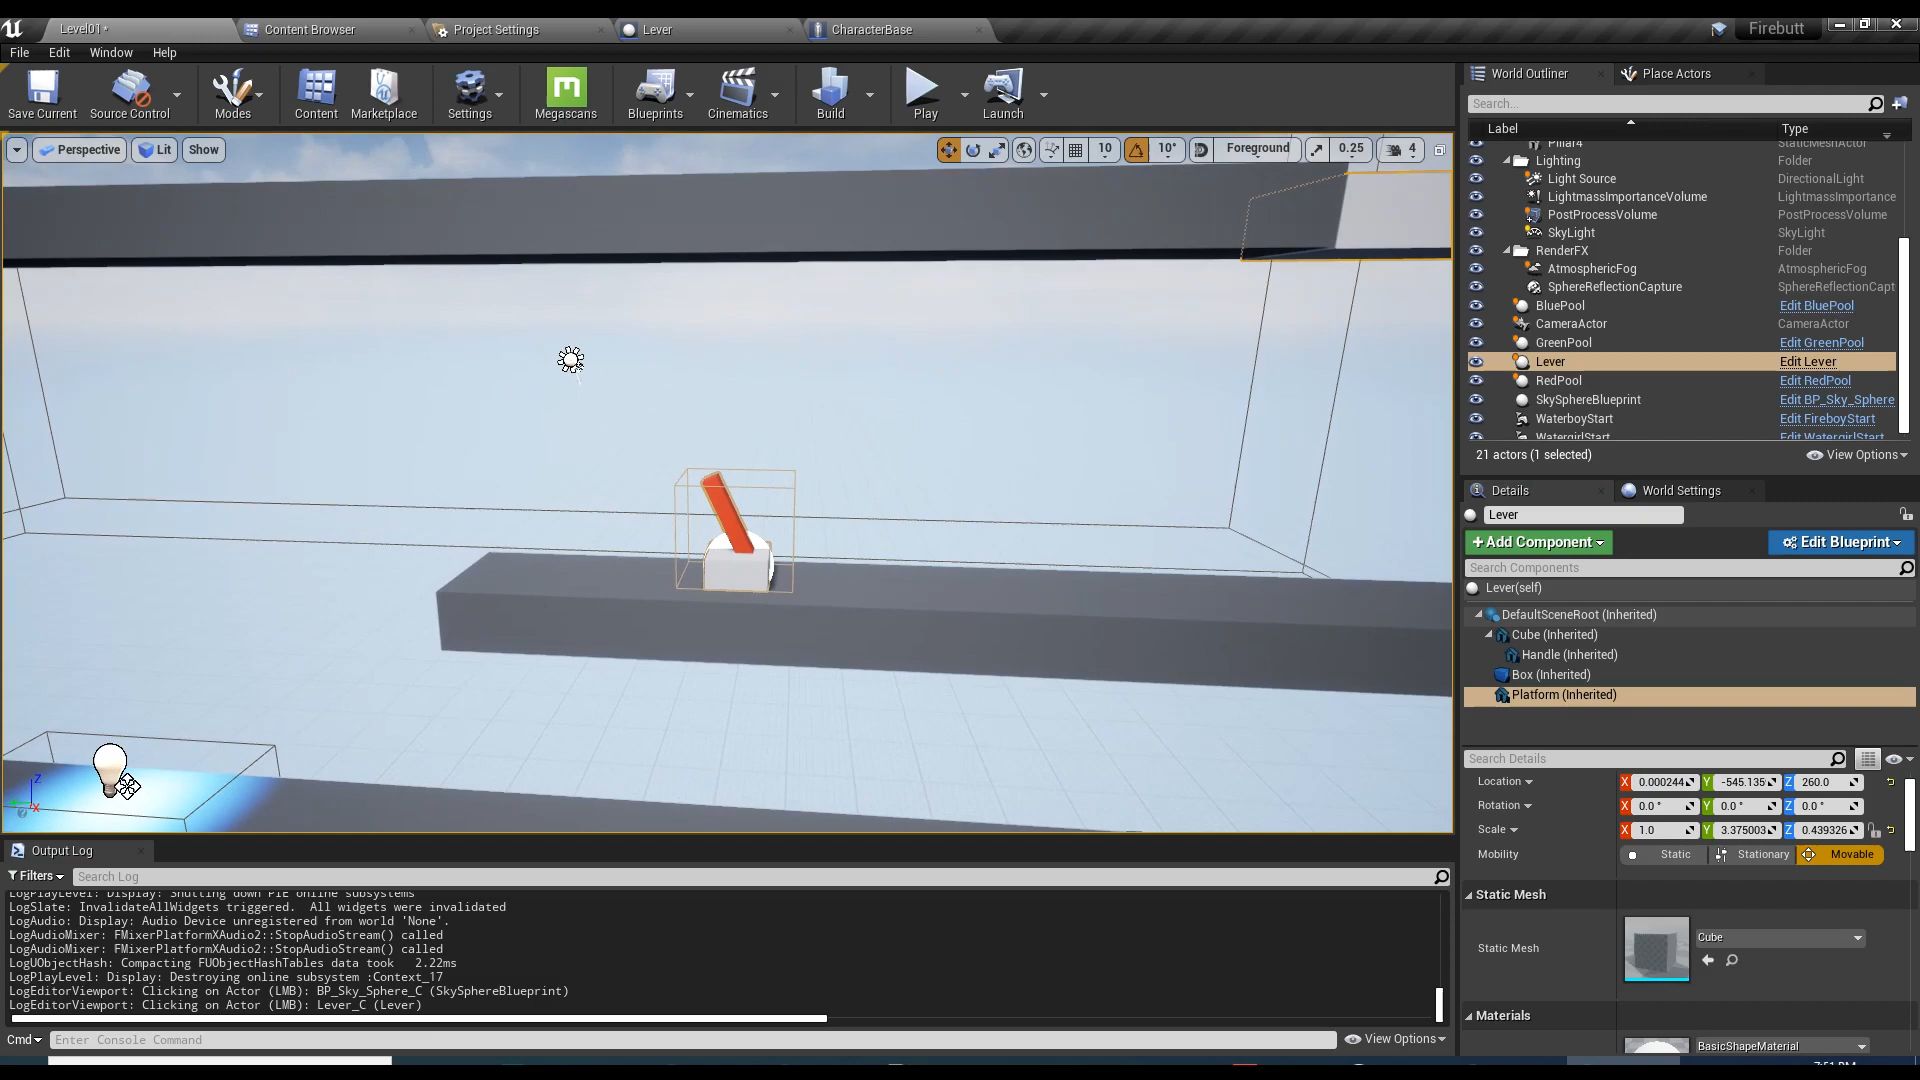 Level01*
Content Browser
Project Settings
Lever
CharacterBase
Firebutt
File
Edit
Window
Help
Save Current
Source Control
Modes
Content
Marketplace
Settings
Megascans
Blueprints
Cinematics
Build
Play
Launch
Perspective
Lit
Show
10
10°
Foreground
0.25
4
World Outliner
Place Actors
Search...
Label
Type
Pillar4
StaticMeshActor
Lighting
Folder
Light Source
DirectionalLight
LightmassImportanceVolume
LightmassImportance
PostProcessVolume
PostProcessVolume
SkyLight
SkyLight
RenderFX
Folder
AtmosphericFog
AtmosphericFog
SphereReflectionCapture
SphereReflectionCapt
BluePool
Edit BluePool
CameraActor
CameraActor
GreenPool
Edit GreenPool
Lever
Edit Lever
RedPool
Edit RedPool
SkySphereBlueprint
Edit BP_Sky_Sphere
WaterboyStart
Edit FireboyStart
WatergirlStart
Edit WatergirlStart
21 actors (1 selected)
View Options
Details
World Settings
Lever
+Add Component
Edit Blueprint
Search Components
Lever(self)
DefaultSceneRoot (Inherited)
Cube (Inherited)
Handle (Inherited)
Box (Inherited)
Platform (Inherited)
Search Details
Location
X 0.000244
Y -545.135
Z 260.0
Rotation
X 0.0 °
Y 0.0 °
Z 0.0 °
Scale
X 1.0
Y 3.375003
Z 0.439326
Mobility
Static
Stationary
Movable
Static Mesh
Static Mesh
Cube
Materials
BasicShapeMaterial
Z
X
Output Log
Filters
Search Log
LogPlayLevel: Display: Shutting down PIE online subsystems
LogSlate: InvalidateAllWidgets triggered.  All widgets were invalidated
LogAudio: Display: Audio Device unregistered from world 'None'.
LogAudioMixer: FMixerPlatformXAudio2::StopAudioStream() called
LogAudioMixer: FMixerPlatformXAudio2::StopAudioStream() called
LogUObjectHash: Compacting FUObjectHashTables data took   2.22ms
LogPlayLevel: Display: Destroying online subsystem :Context_17
LogEditorViewport: Clicking on Actor (LMB): BP_Sky_Sphere_C (SkySphereBlueprint)
LogEditorViewport: Clicking on Actor (LMB): Lever_C (Lever)
Cmd
Enter Console Command
View Options
7:51 PM